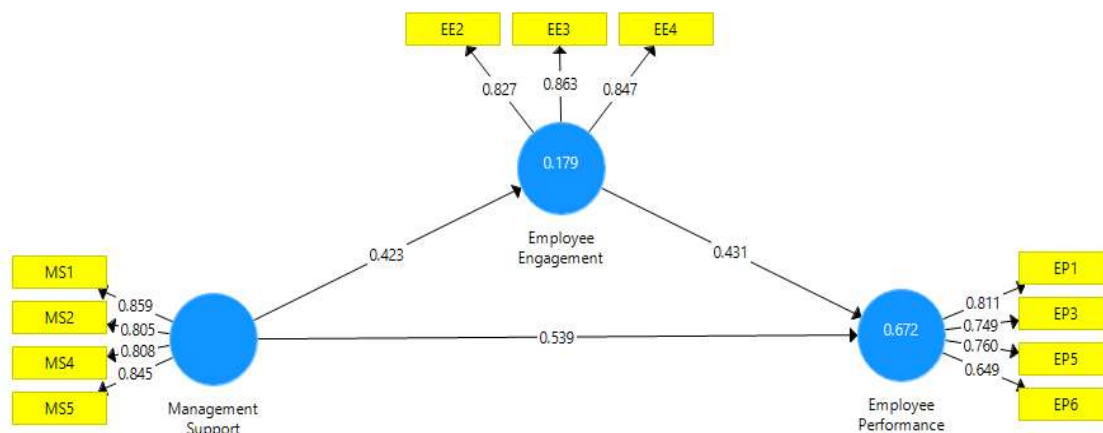 EE2 EE3 EE4
0.827 0.863 0.847
0.179
Employee
Engagement
0.423 0.431
MS1
MS2
MS4
MS5
0.859
0.805
0.808
0.845
Management
Support
0.539
0.672
Employee
Performance
0.811
0.749
0.760
0.649
EP1
EP3
EP5
EP6